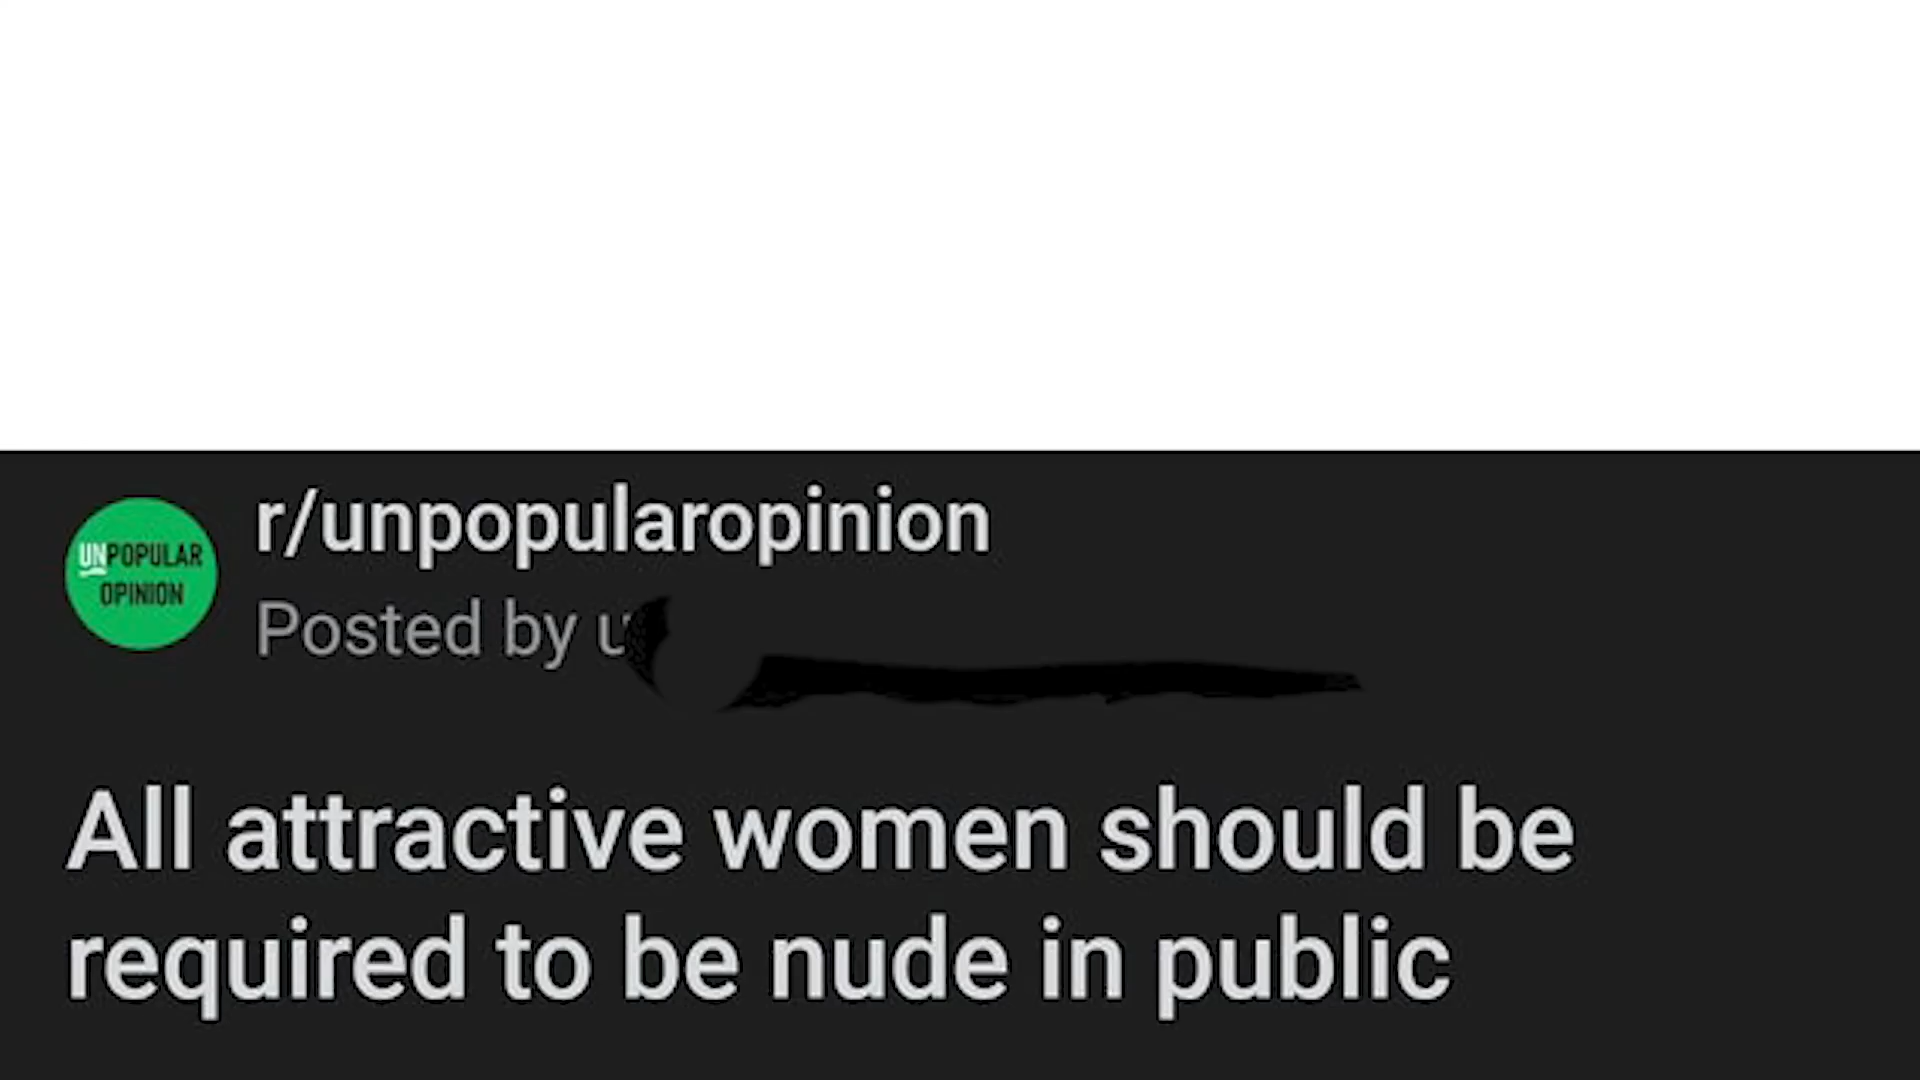 UNPOPULAR
OPINION
r/unpopularopinion
Posted by u
All attractive women should be
required to be nude in public